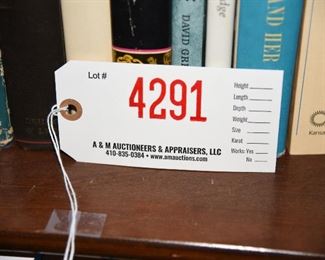 Lot #
4291
A & M AUCTIONEERS & APPRAISERS, LLC
410-835-0384 • www.amauctions.com
Height
Length
Depth
Weight
Size
Karat
Works: Yes
No
DAVID GR
dge
AND HER